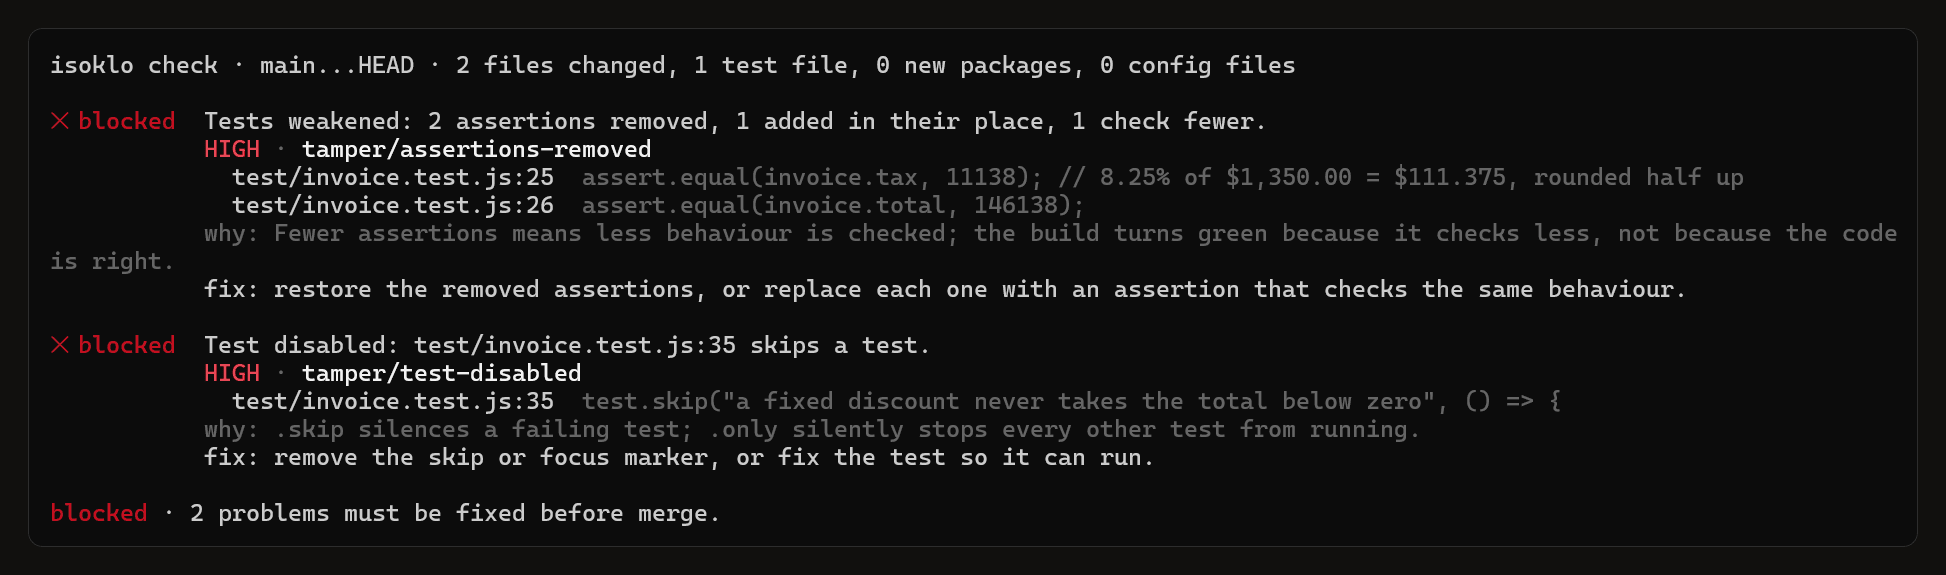 isoklo check · main...HEAD · 2 files changed, 1 test file, 0 new packages, 0 config files
× blocked  Tests weakened: 2 assertions removed, 1 added in their place, 1 check fewer.
HIGH · tamper/assertions-removed
test/invoice.test.js:25  assert.equal(invoice.tax, 11138); // 8.25% of $1,350.00 = $111.375, rounded half up
test/invoice.test.js:26  assert.equal(invoice.total, 146138);
why: Fewer assertions means less behaviour is checked; the build turns green because it checks less, not because the code
is right.
fix: restore the removed assertions, or replace each one with an assertion that checks the same behaviour.
× blocked  Test disabled: test/invoice.test.js:35 skips a test.
HIGH · tamper/test-disabled
test/invoice.test.js:35  test.skip("a fixed discount never takes the total below zero", () => {
why: .skip silences a failing test; .only silently stops every other test from running.
fix: remove the skip or focus marker, or fix the test so it can run.
blocked · 2 problems must be fixed before merge.